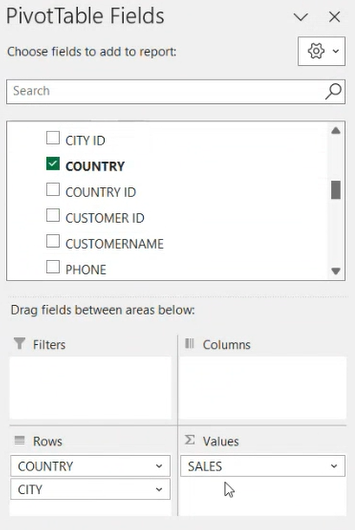 PivotTable Fields
Choose fields to add to report:
Search
CITY ID
COUNTRY
COUNTRY ID
CUSTOMER ID
CUSTOMERNAME
PHONE
Drag fields between areas below:
Filters
Columns
Rows
Σ Values
COUNTRY
SALES
CITY